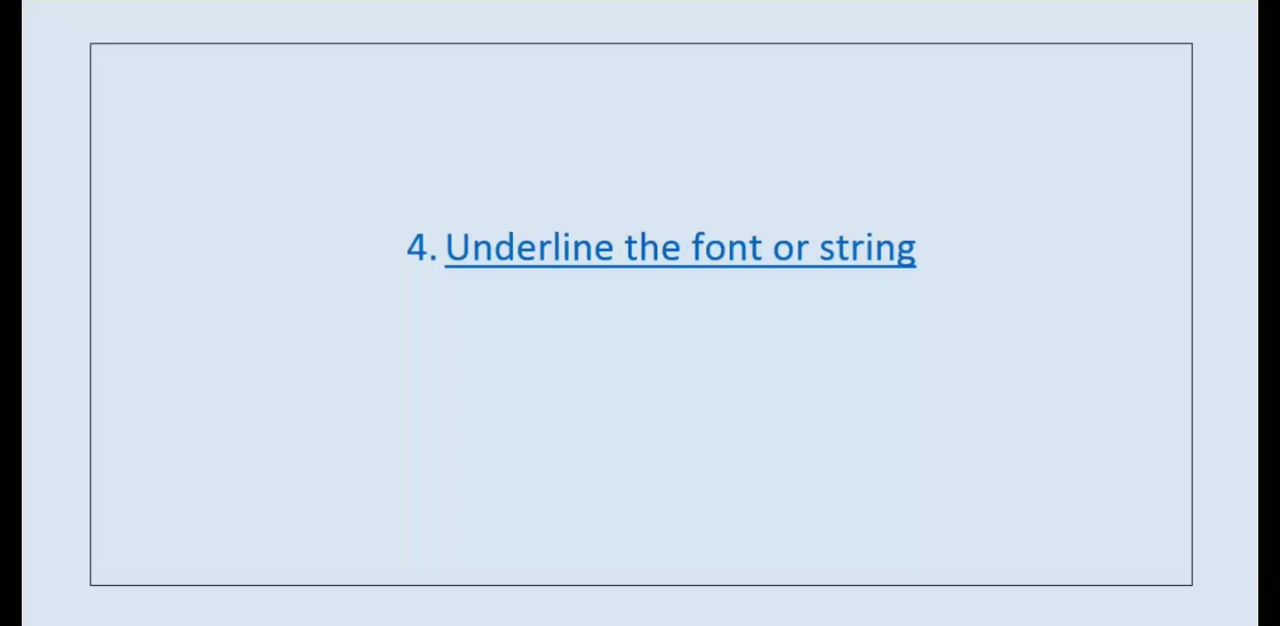 4. Underline the font or string